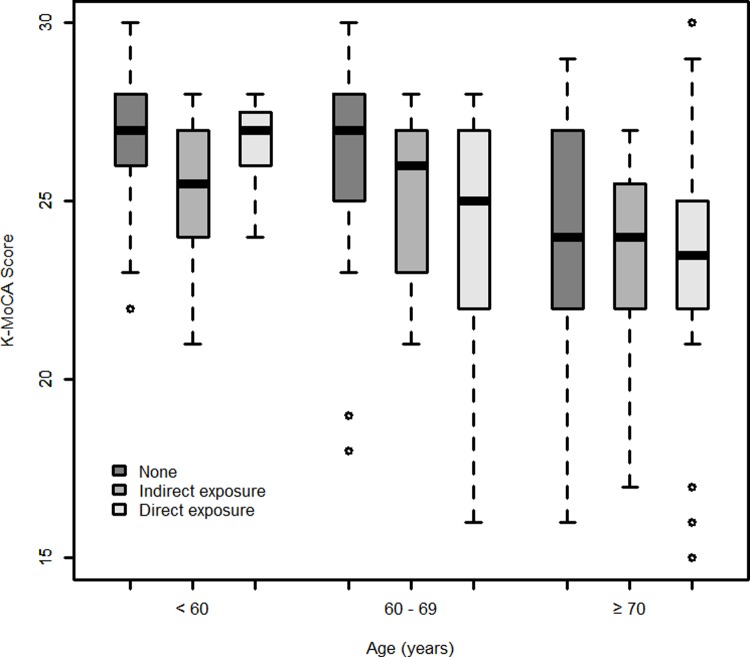 30
25
20
15
K-MoCA Score
None
Indirect exposure
Direct exposure
< 60
60 - 69
≥ 70
Age (years)